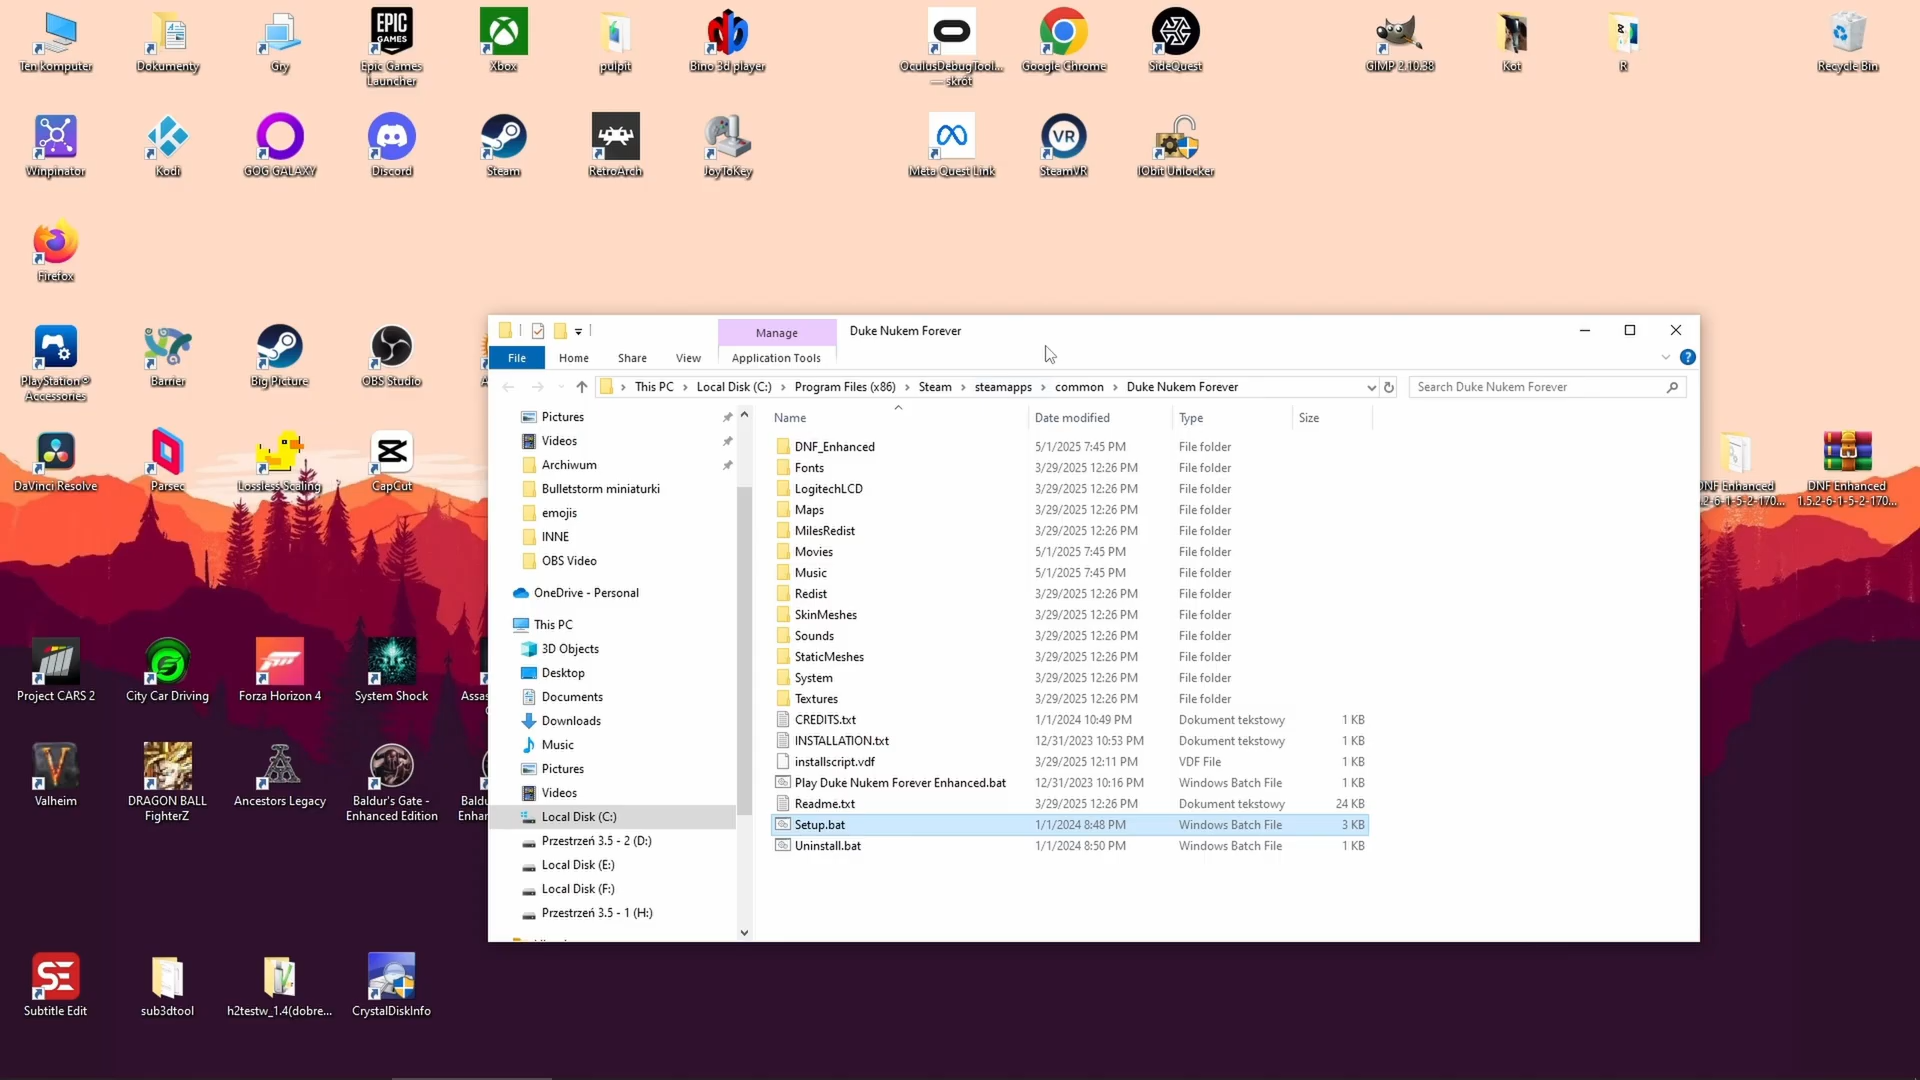 Ten komputer
Dokumenty
Gry
EPIC
GAMES
Epic Games
Launcher
Xbox
pulpit
Bino 3d player
OculusDebugTool...
— skrót
Google Chrome
SideQuest
GIMP 2.10.38
Kot
R
Recycle Bin
Winpinator
Kodi
GOG GALAXY
Discord
Steam
RetroArch
JoyToKey
Meta Quest Link
VR
SteamVR
IObit Unlocker
Firefox
PlayStation®
Accessories
Barrier
Big Picture
OBS Studio
DaVinci Resolve
Parsec
Lossless Scaling
CapCut
DNF Enhanced
1.5.2-6-1-5-2-170...
Project CARS 2
City Car Driving
Forza Horizon 4
System Shock
Assas
Valheim
DRAGON BALL
FighterZ
Ancestors Legacy
Baldur's Gate -
Enhanced Edition
Baldu
Enhan
SE
Subtitle Edit
sub3dtool
h2testw_1.4(dobre...
CrystalDiskInfo
Manage
Duke Nukem Forever
File
Home
Share
View
Application Tools
This PC
Local Disk (C:)
Program Files (x86)
Steam
steamapps
common
Duke Nukem Forever
Search Duke Nukem Forever
Pictures
Videos
Archiwum
Bulletstorm miniaturki
emojis
INNE
OBS Video
OneDrive - Personal
This PC
3D Objects
Desktop
Documents
Downloads
Music
Pictures
Videos
Local Disk (C:)
Przestrzeń 3.5 - 2 (D:)
Local Disk (E:)
Local Disk (F:)
Przestrzeń 3.5 - 1 (H:)
Name Date modified Type Size
DNF_Enhanced 5/1/2025 7:45 PM File folder
Fonts 3/29/2025 12:26 PM File folder
LogitechLCD 3/29/2025 12:26 PM File folder
Maps 3/29/2025 12:26 PM File folder
MilesRedist 3/29/2025 12:26 PM File folder
Movies 5/1/2025 7:45 PM File folder
Music 5/1/2025 7:45 PM File folder
Redist 3/29/2025 12:26 PM File folder
SkinMeshes 3/29/2025 12:26 PM File folder
Sounds 3/29/2025 12:26 PM File folder
StaticMeshes 3/29/2025 12:26 PM File folder
System 3/29/2025 12:26 PM File folder
Textures 3/29/2025 12:26 PM File folder
CREDITS.txt 1/1/2024 10:49 PM Dokument tekstowy 1 KB
INSTALLATION.txt 12/31/2023 10:53 PM Dokument tekstowy 1 KB
installscript.vdf 3/29/2025 12:11 PM VDF File 1 KB
Play Duke Nukem Forever Enhanced.bat 12/31/2023 10:16 PM Windows Batch File 1 KB
Readme.txt 3/29/2025 12:26 PM Dokument tekstowy 24 KB
Setup.bat 1/1/2024 8:48 PM Windows Batch File 3 KB
Uninstall.bat 1/1/2024 8:50 PM Windows Batch File 1 KB